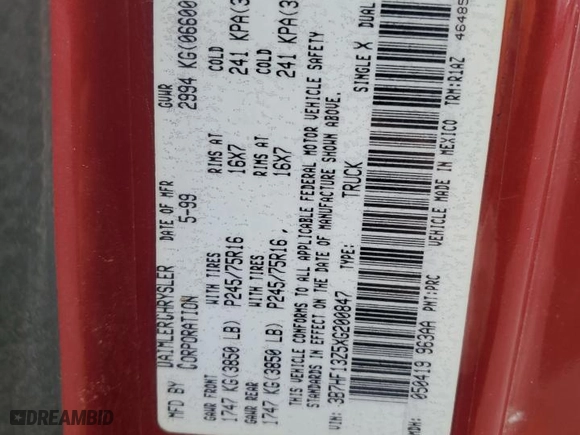 MFD BY DAIMLERCHRYSLER CORPORATION
DATE OF MFR 5-99
GVWR 2994 KG(06600
GAWR FRONT WITH TIRES RIMS AT COLD
1747 KG(3850 LB) P245/75R16 16X7 241 KPA(3
GAWR REAR WITH TIRES RIMS AT COLD
1747 KG(3850 LB) P245/75R16, 16X7 241 KPA(3
THIS VEHICLE CONFORMS TO ALL APPLICABLE FEDERAL MOTOR VEHICLE SAFETY
STANDARDS IN EFFECT ON THE DATE OF MANUFACTURE SHOWN ABOVE.
VIN: 3B7HF13Z5XG200847 TYPE: TRUCK SINGLE X DUAL
VEHICLE MADE IN MEXICO 46485
MDH: 050419 963AA PNT:PRC TRM:R1AZ
DREAMBID